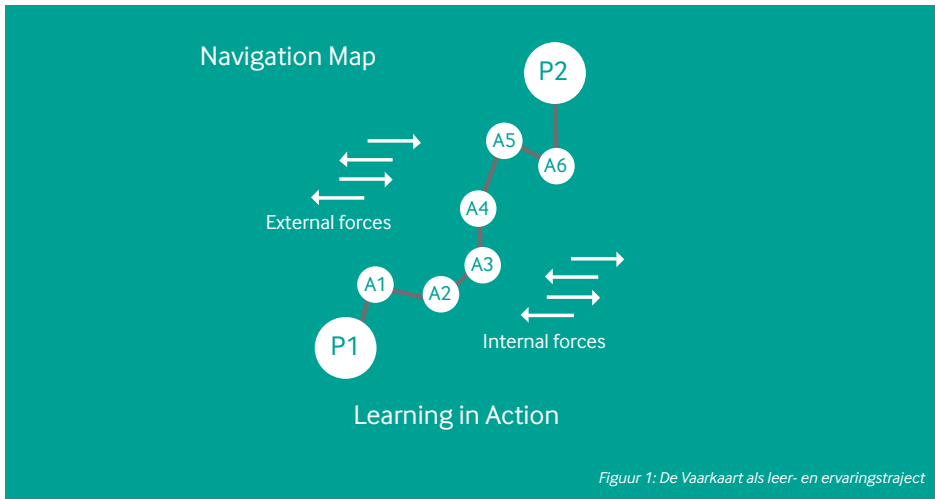 Navigation Map
P2
A5
A6
External forces
A4
A3
A1
A2
P1
Internal forces
Learning in Action
Figuur 1: De Vaarkaart als leer- en ervaringstraject